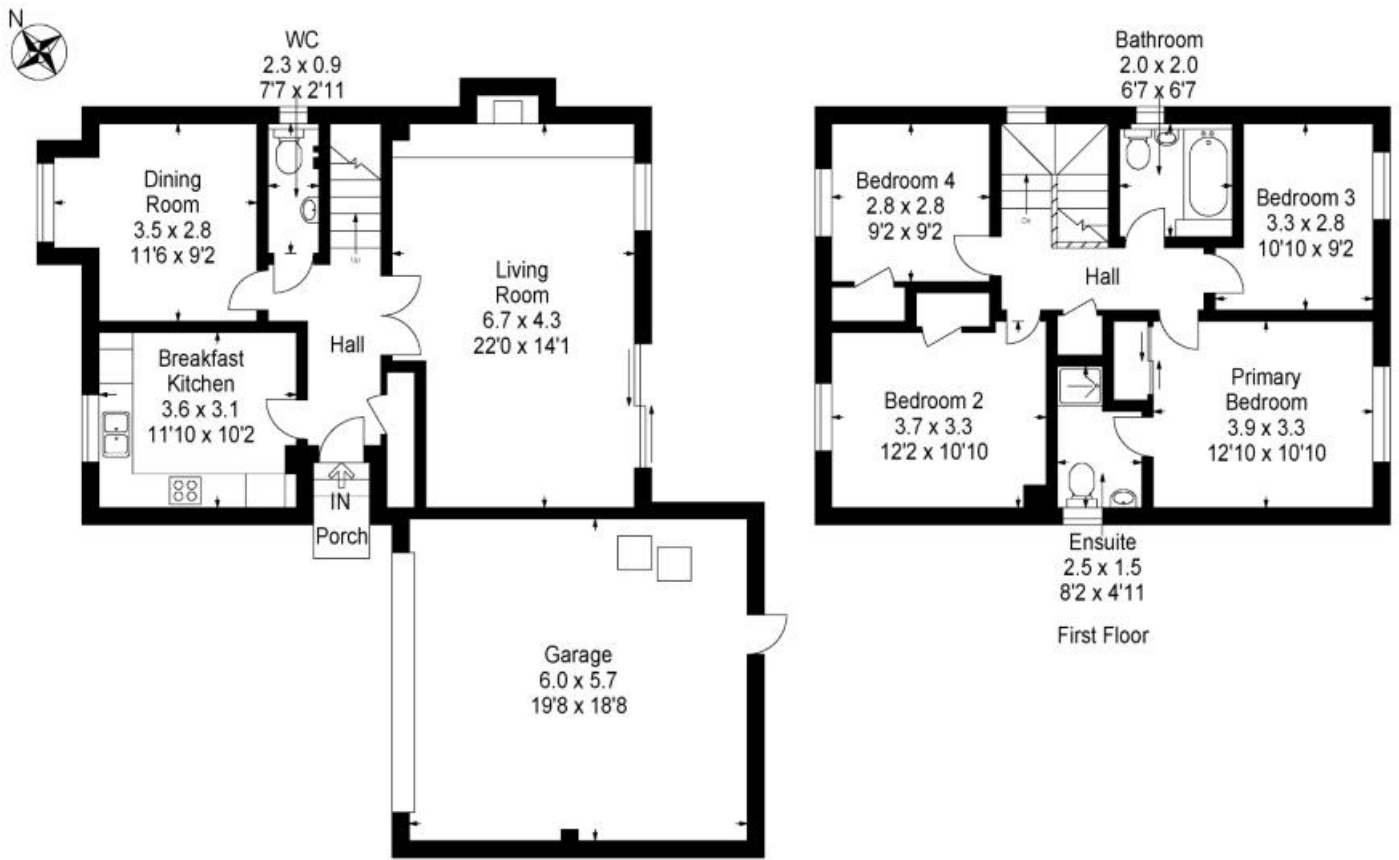 N
WC
2.3 x 0.9
7'7 x 2'11
Dining
Room
3.5 x 2.8
11'6 x 9'2
Living
Room
6.7 x 4.3
22'0 x 14'1
Hall
Breakfast
Kitchen
3.6 x 3.1
11'10 x 10'2
IN
Porch
Garage
6.0 x 5.7
19'8 x 18'8
Bathroom
2.0 x 2.0
6'7 x 6'7
Bedroom 4
2.8 x 2.8
9'2 x 9'2
Bedroom 3
3.3 x 2.8
10'10 x 9'2
Hall
Bedroom 2
3.7 x 3.3
12'2 x 10'10
Primary
Bedroom
3.9 x 3.3
12'10 x 10'10
Ensuite
2.5 x 1.5
8'2 x 4'11
First Floor